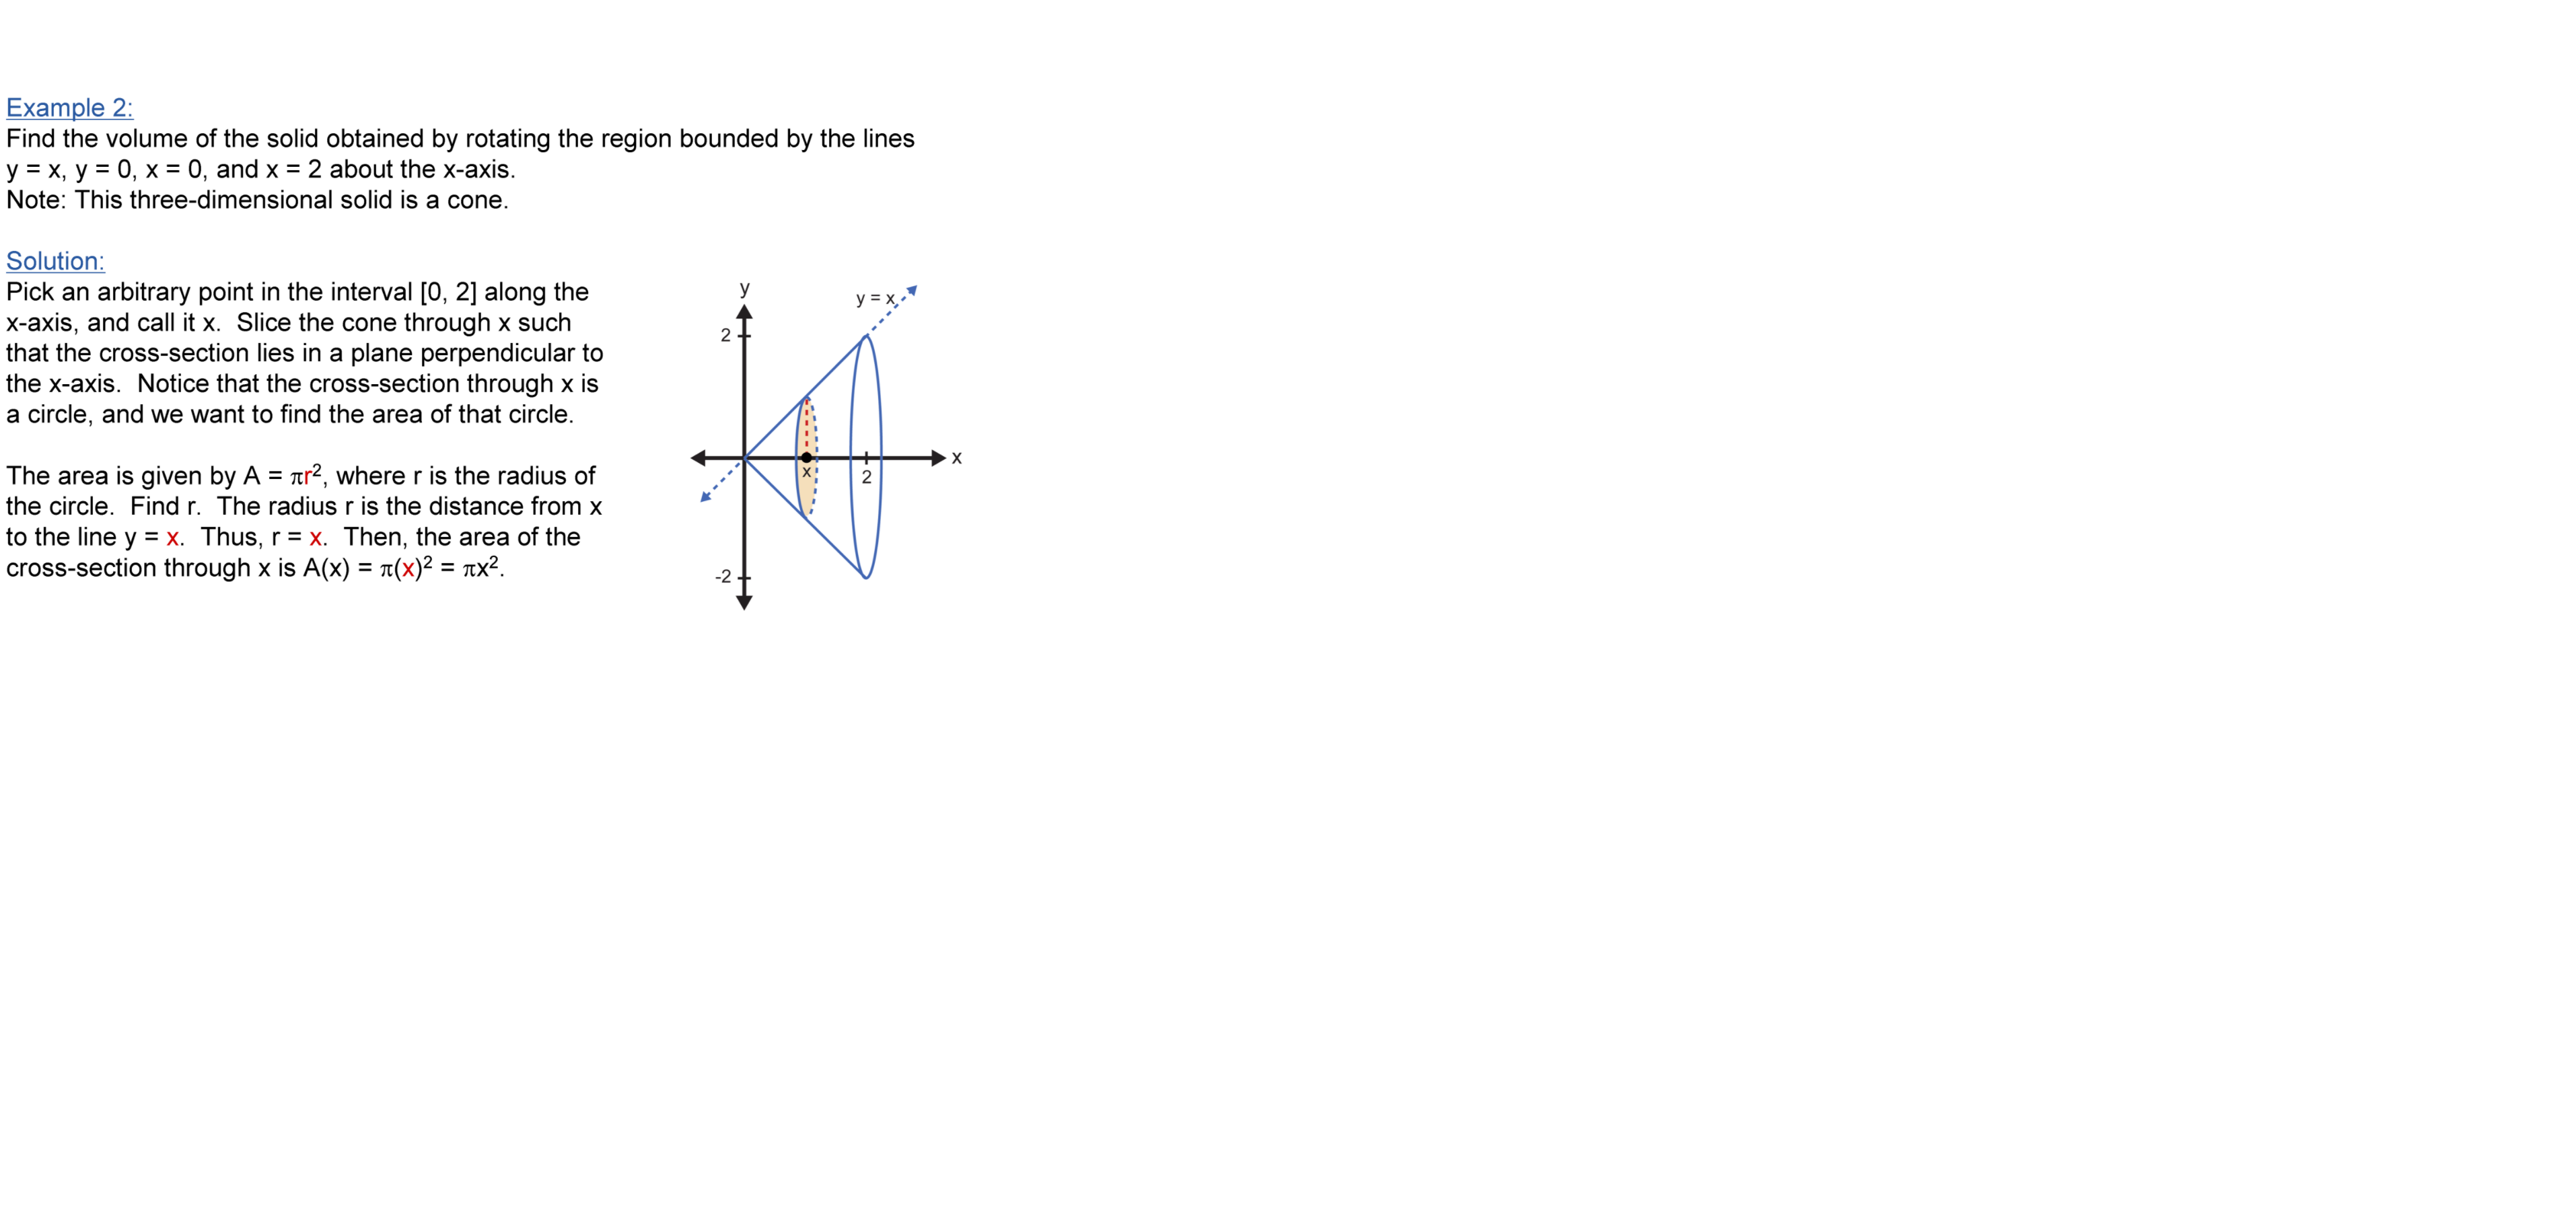 Example 2:
Find the volume of the solid obtained by rotating the region bounded by the lines
y = x, y = 0, x = 0, and x = 2 about the x-axis.
Note: This three-dimensional solid is a cone.
Solution:
Pick an arbitrary point in the interval [0, 2] along the
x-axis, and call it x. Slice the cone through x such
that the cross-section lies in a plane perpendicular to
the x-axis. Notice that the cross-section through x is
a circle, and we want to find the area of that circle.
The area is given by A = πr², where r is the radius of
the circle. Find r. The radius r is the distance from x
to the line y = x. Thus, r = x. Then, the area of the
cross-section through x is A(x) = π(x)² = πx².
y
y = x
2
x
x
2
-2